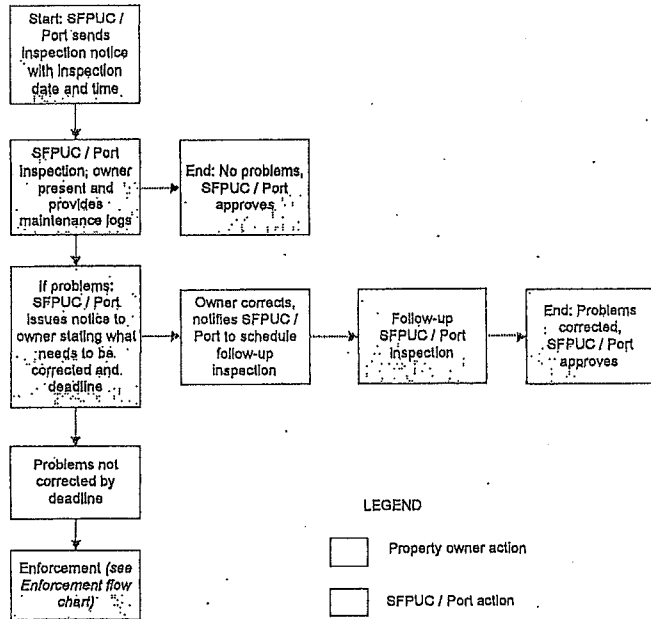 Start: SFPUC /
Port sends
inspection notice
with inspection
date and time
SFPUC / Port
inspection; owner
present and
provides
maintenance logs
End: No problems,
SFPUC / Port
approves
If problems:
SFPUC / Port
issues notice to
owner stating what
needs to be
corrected and
deadline
Owner corrects,
notifies SFPUC /
Port to schedule
follow-up
inspection
Follow-up
SFPUC / Port
inspection
End: Problems
corrected,
SFPUC / Port
approves
Problems not
corrected by
deadline
Enforcement (see
Enforcement flow
chart)
LEGEND
Property owner action
SFPUC / Port action